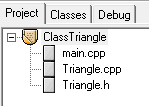 Project Classes Debug
ClassTriangle
main.cpp
Triangle.cpp
Triangle.h